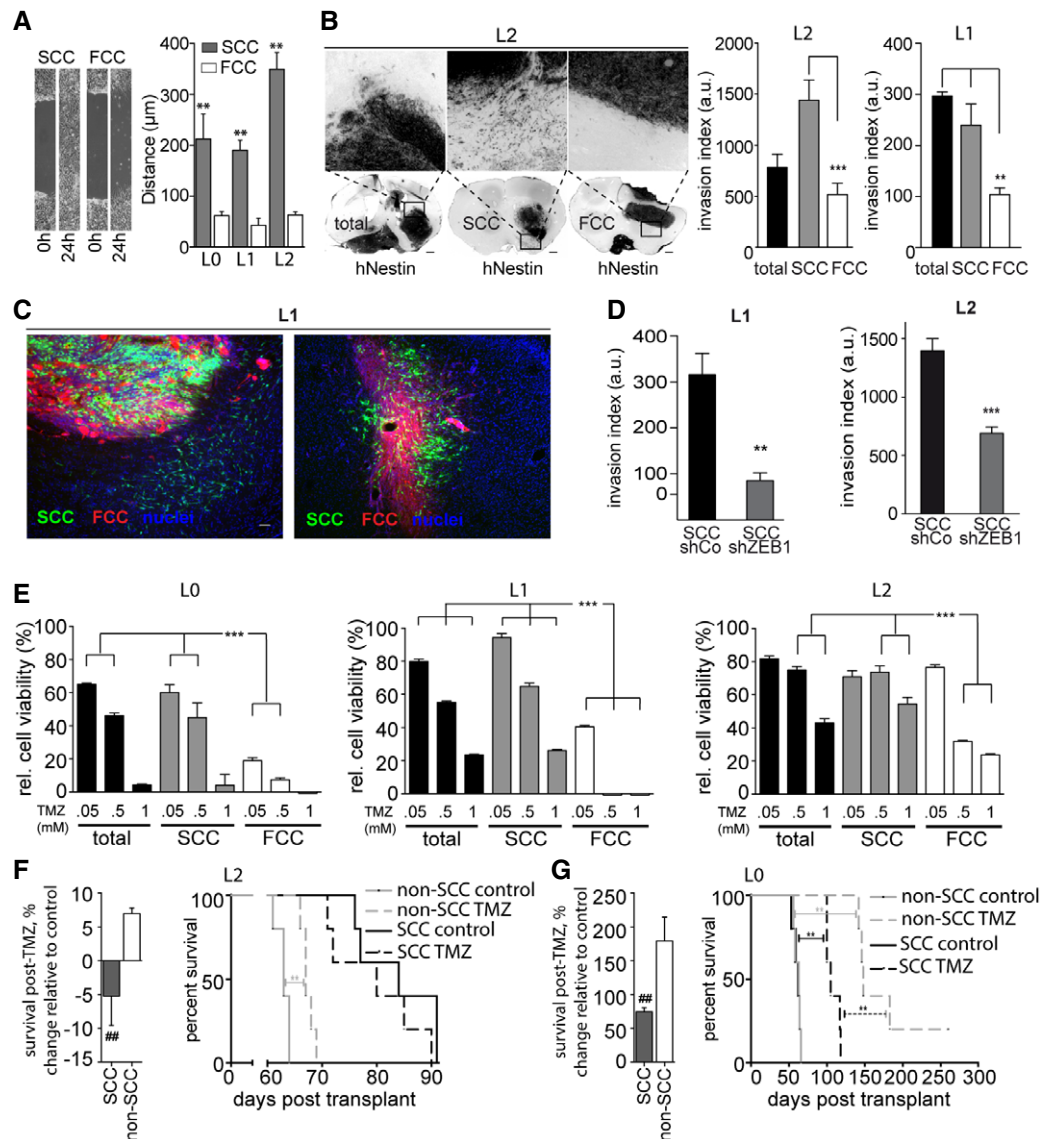 A
SCC FCC
0h 24h 0h 24h
Distance (µm)
400
300
200
100
0
SCC
FCC
** ** **
L0 L1 L2
B
L2
total SCC FCC
hNestin hNestin hNestin
L2
invasion index (a.u.)
2000
1500
1000
500
0
***
total SCC FCC
L1
invasion index (a.u.)
400
300
200
100
0
**
total SCC FCC
C
L1
SCC FCC nuclei
SCC FCC nuclei
D
L1
invasion index (a.u.)
400
300
100
0
**
SCC shCo
SCC shZEB1
L2
invasion index (a.u.)
1500
1000
500
0
***
SCC shCo
SCC shZEB1
E
L0
rel. cell viability (%)
100
80
60
40
20
0
***
TMZ (mM)
.05 .5 1 .05 .5 1 .05 .5 1
total SCC FCC
L1
rel. cell viability (%)
100
80
60
40
20
0
***
TMZ (mM)
.05 .5 1 .05 .5 1 .05 .5 1
total SCC FCC
L2
rel. cell viability (%)
100
80
60
40
20
0
***
TMZ (mM)
.05 .5 1 .05 .5 1 .05 .5 1
total SCC FCC
F
survival post-TMZ, % change relative to control
10
5
0
-5
-10
-15
##
SCC
non-SCC
L2
percent survival
100
50
0
**
0 60 70 80 90
days post transplant
non-SCC control
non-SCC TMZ
SCC control
SCC TMZ
G
survival post-TMZ, % change relative to control
250
200
150
100
50
0
##
SCC
non-SCC
L0
percent survival
100
50
0
**
**
**
0 50 100 150 200 250 300
days post transplant
non-SCC control
non-SCC TMZ
SCC control
SCC TMZ